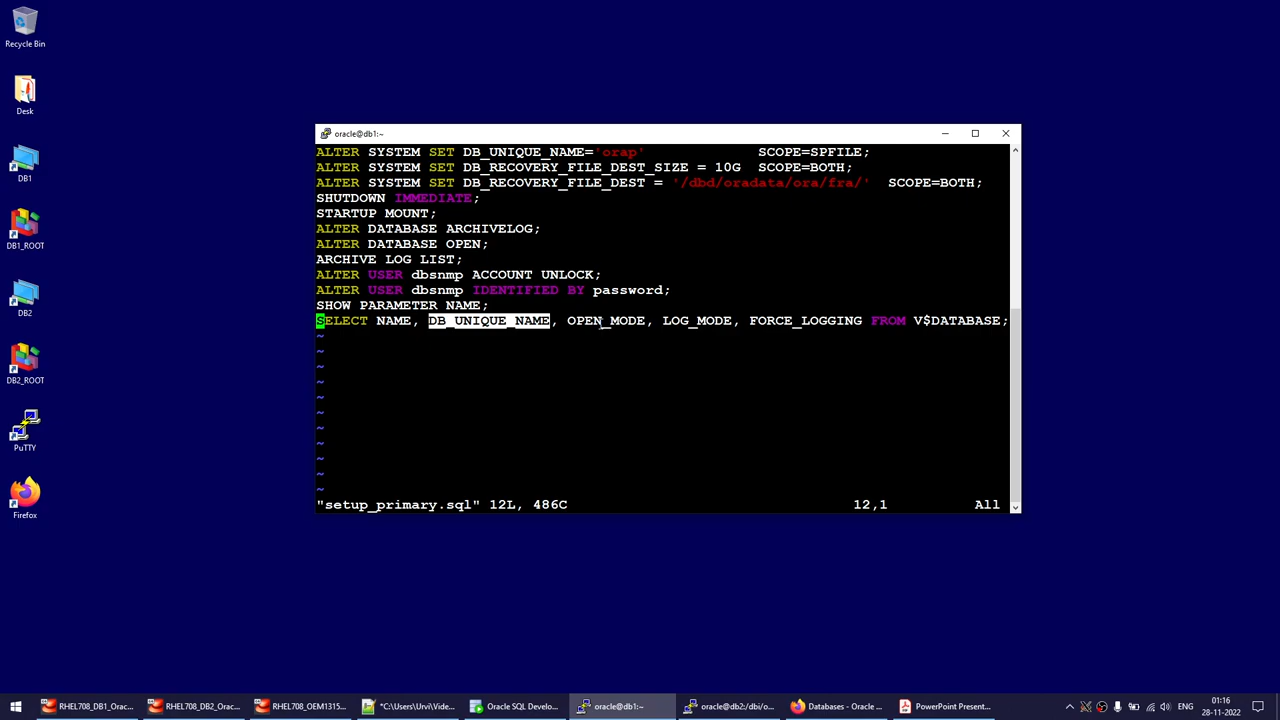 Recycle Bin
Desk
DB1
DB1_ROOT
DB2
DB2_ROOT
PuTTY
Firefox
oracle@db1:~
ALTER SYSTEM SET DB_UNIQUE_NAME='orap' SCOPE=SPFILE;
ALTER SYSTEM SET DB_RECOVERY_FILE_DEST_SIZE = 10G SCOPE=BOTH;
ALTER SYSTEM SET DB_RECOVERY_FILE_DEST = '/dbd/oradata/ora/fra/' SCOPE=BOTH;
SHUTDOWN IMMEDIATE;
STARTUP MOUNT;
ALTER DATABASE ARCHIVELOG;
ALTER DATABASE OPEN;
ARCHIVE LOG LIST;
ALTER USER dbsnmp ACCOUNT UNLOCK;
ALTER USER dbsnmp IDENTIFIED BY password;
SHOW PARAMETER NAME;
SELECT NAME, DB_UNIQUE_NAME, OPEN_MODE, LOG_MODE, FORCE_LOGGING FROM V$DATABASE;
~
~
~
~
~
~
~
~
~
~
~
"setup_primary.sql" 12L, 486C 12,1 All
RHEL708_DB1_Orac...
RHEL708_DB2_Orac...
RHEL708_OEM1315...
*C:\Users\Urvi\Vide...
Oracle SQL Develo...
oracle@db1:~
oracle@db2:/dbi/o...
Databases - Oracle ...
PowerPoint Present...
ENG
01:16
28-11-2022